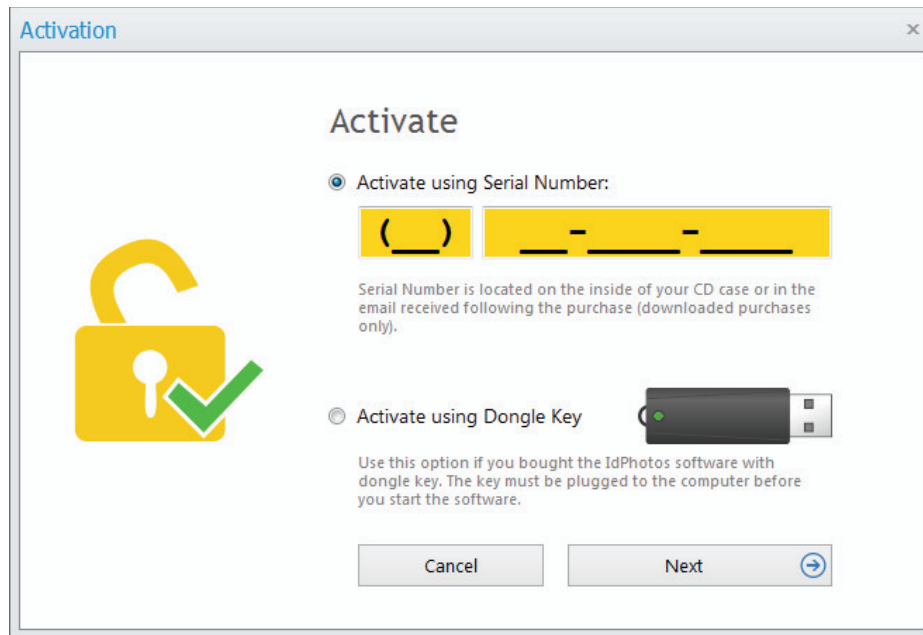 Activation
Activate
Activate using Serial Number:
(__) __-____-____
Serial Number is located on the inside of your CD case or in the
email received following the purchase (downloaded purchases
only).
Activate using Dongle Key
Use this option if you bought the IdPhotos software with
dongle key. The key must be plugged to the computer before
you start the software.
Cancel
Next